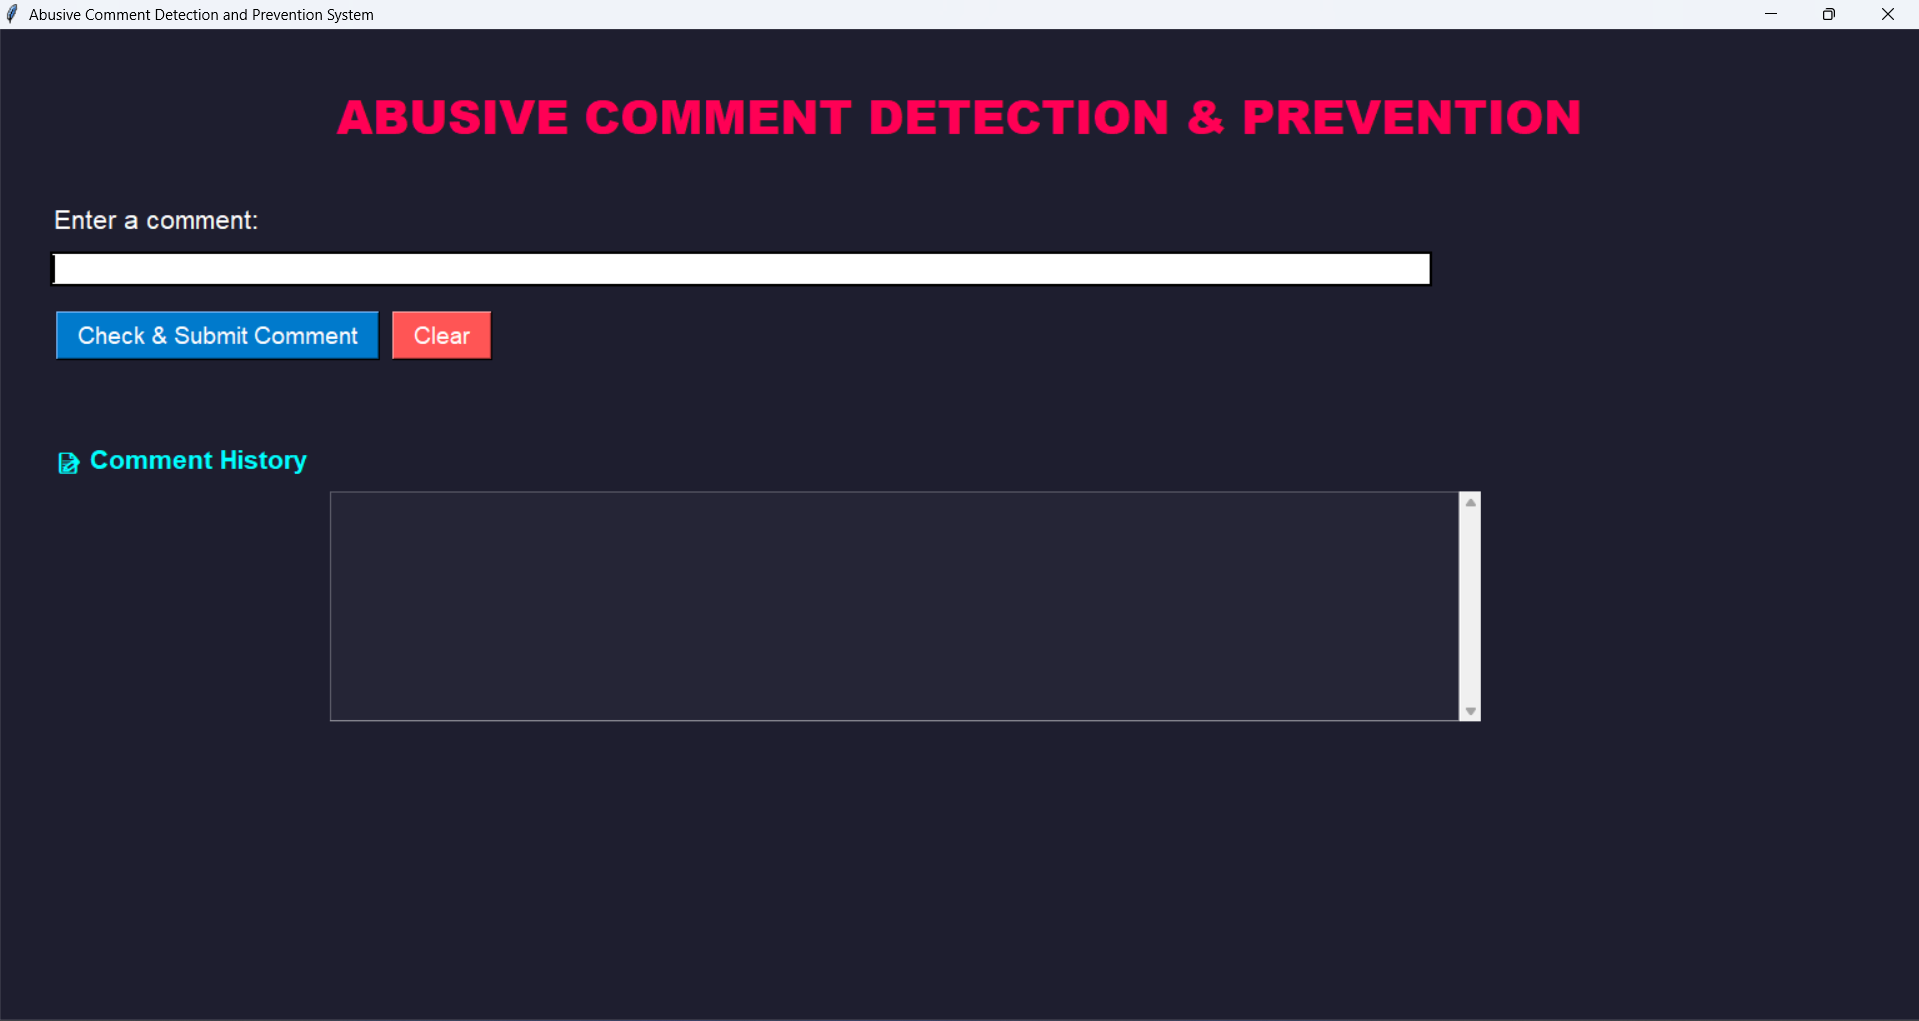 Abusive Comment Detection and Prevention System
ABUSIVE COMMENT DETECTION & PREVENTION
Enter a comment:
Check & Submit Comment
Clear
Comment History